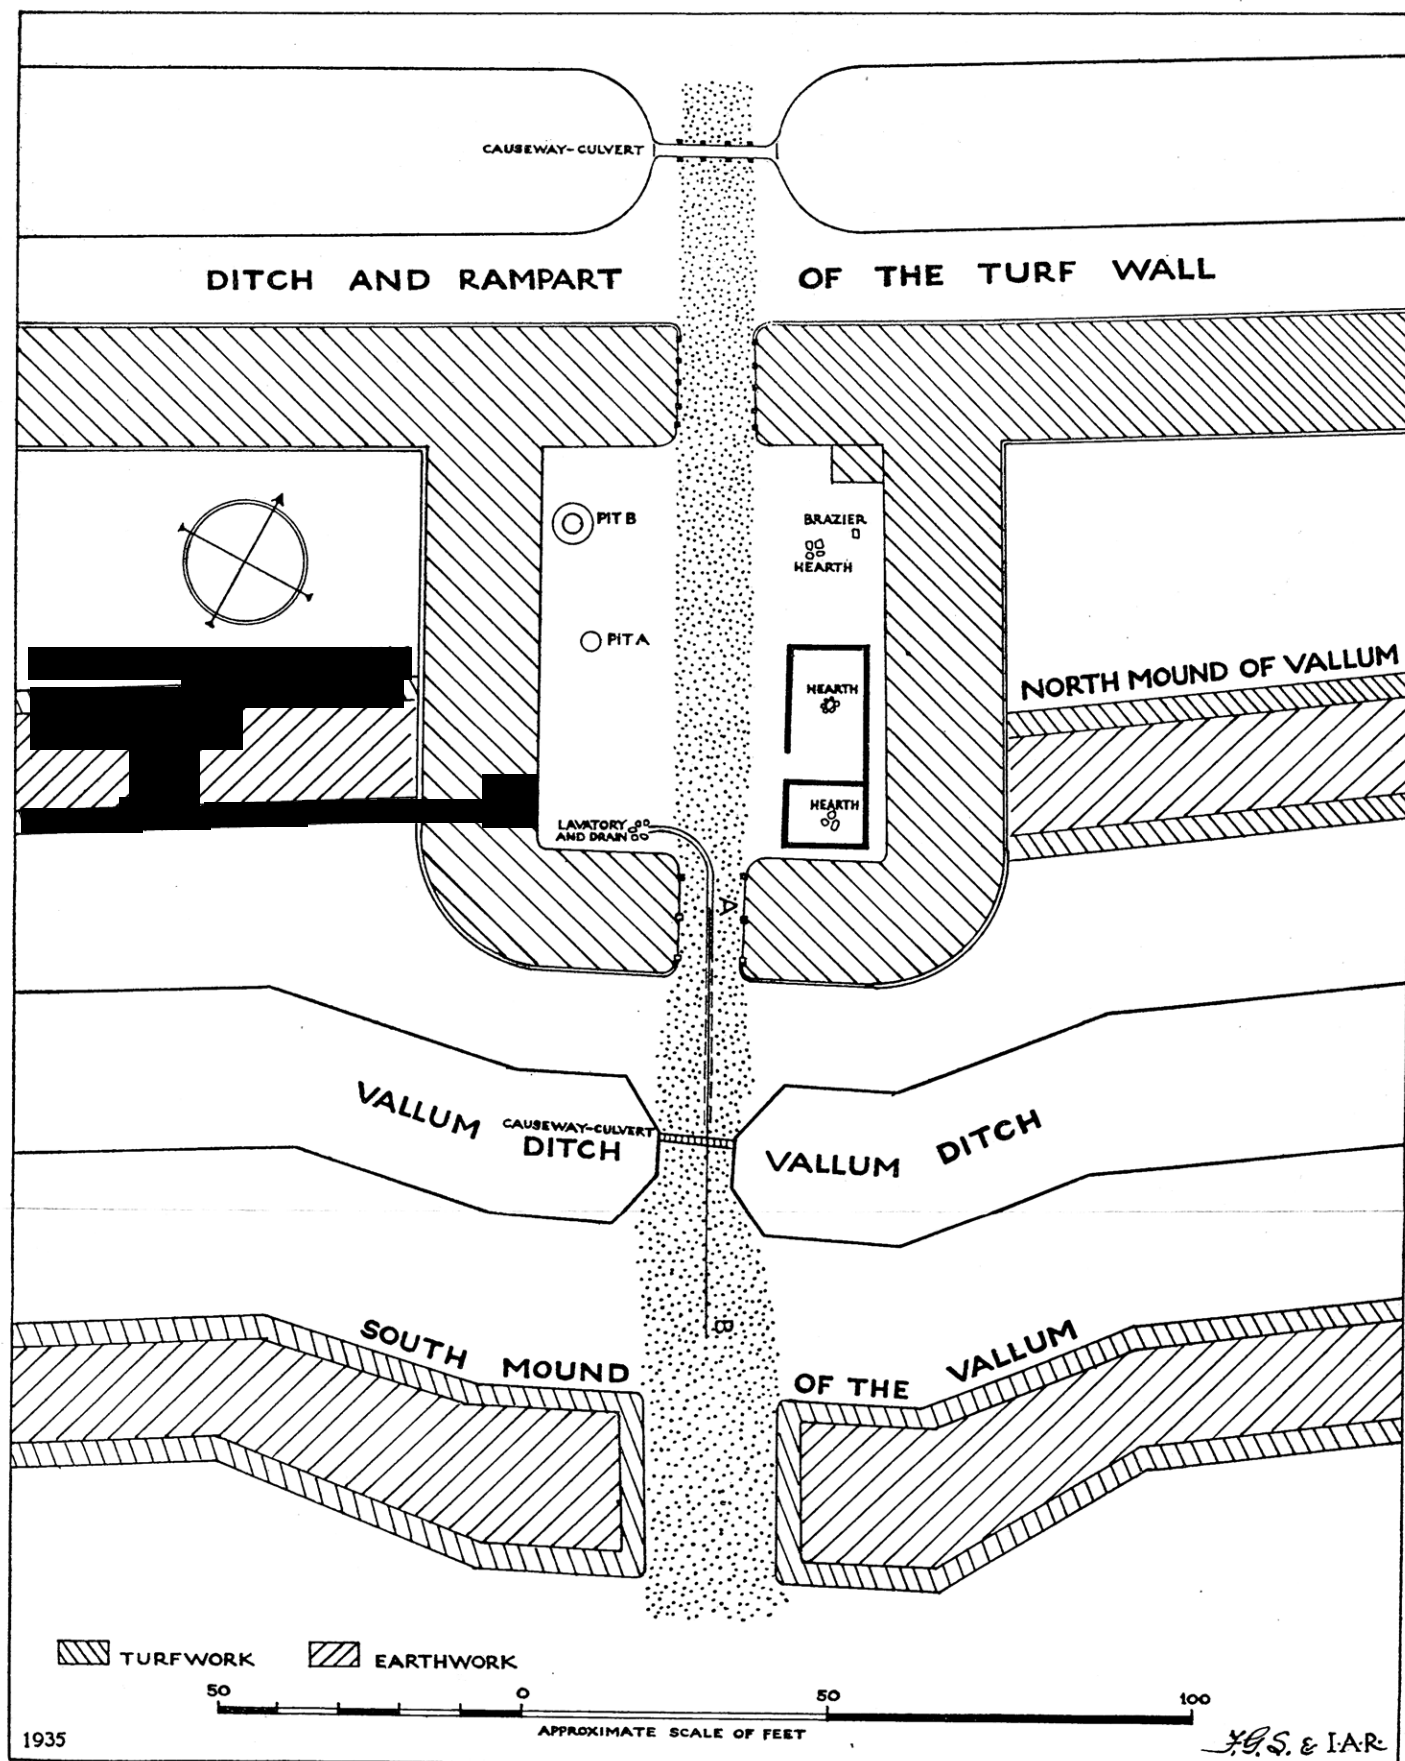 CAUSEWAY-CULVERT
DITCH AND RAMPART OF THE TURF WALL
PIT B
BRAZIER
HEARTH
PIT A
NORTH MOUND OF VALLUM
HEARTH
HEARTH
LAVATORY
AND DRAIN
A
VALLUM DITCH
CAUSEWAY-CULVERT
VALLUM DITCH
B
SOUTH MOUND OF THE VALLUM
TURFWORK EARTHWORK
50 0 50 100
APPROXIMATE SCALE OF FEET
1935
F.G.S. & I.A.R.